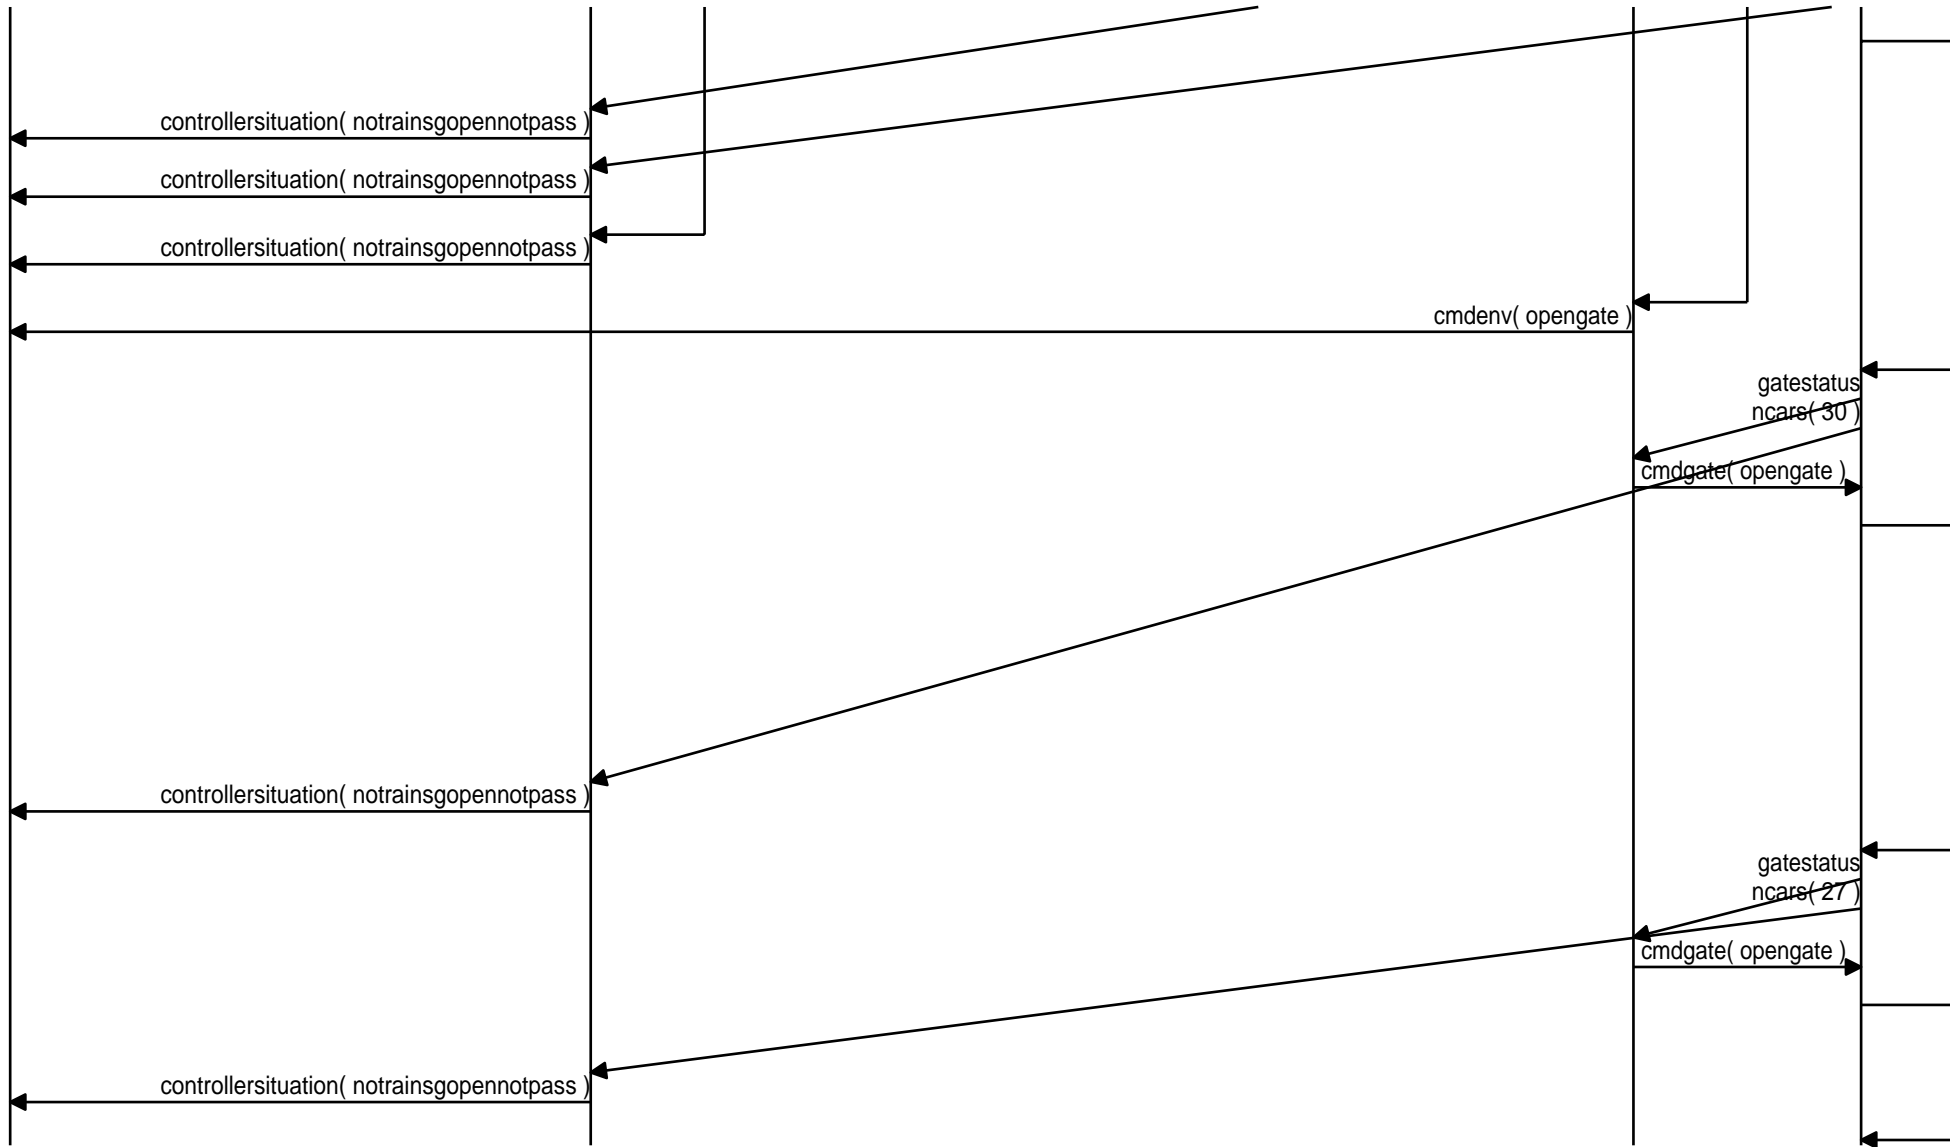 controllersituation( notrainsgopennotpass )
controllersituation( notrainsgopennotpass )
controllersituation( notrainsgopennotpass )
cmdenv( opengate )
gatestatus
ncars( 30 )
cmdgate( opengate )
controllersituation( notrainsgopennotpass )
gatestatus
ncars( 27 )
cmdgate( opengate )
controllersituation( notrainsgopennotpass )